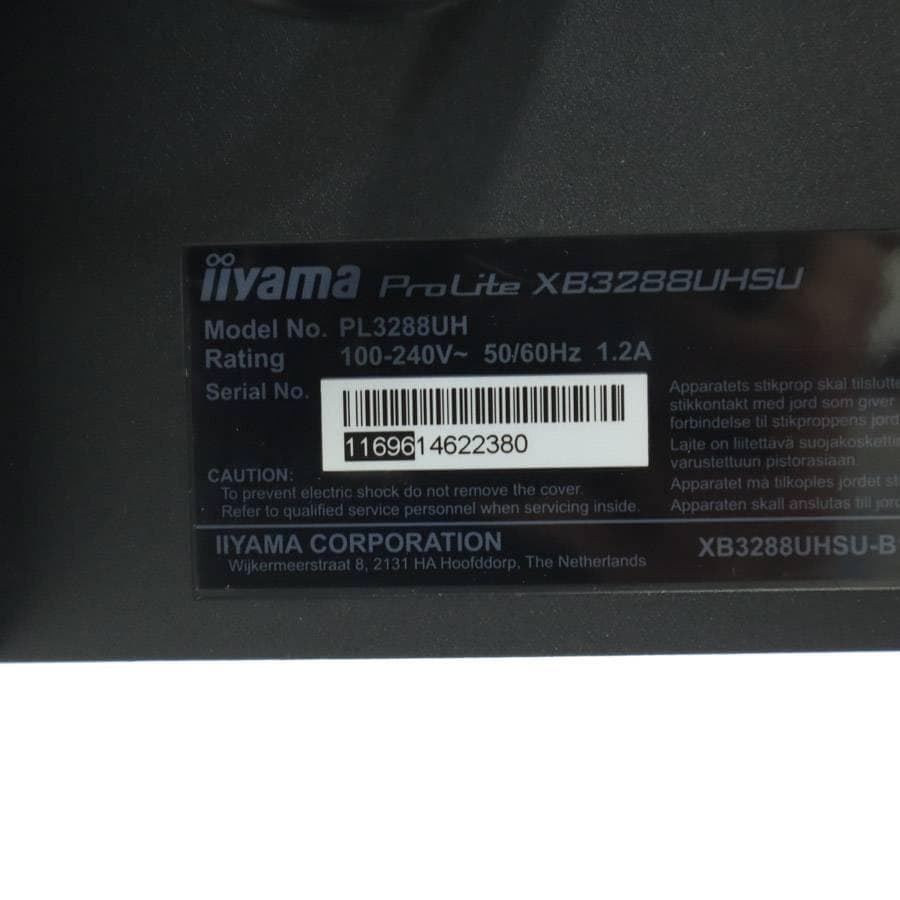 iiyama ProLite XB3288UHSU
Model No. PL3288UH
Rating 100-240V~ 50/60Hz 1.2A
Serial No.
1169614622380
CAUTION:
To prevent electric shock do not remove the cover.
Refer to qualified service personnel when servicing inside.
Apparatets stikprop skal tilslutte
stikkontakt med jord som giver
forbindelse til stikproppens jord
Laite on liitettävä suojakosketti
varustettuun pistorasiaan
Apparatet må tilkoples jordet st
Apparaten skall anslutas till jor
IIYAMA CORPORATION
Wijkermeerstraat 8, 2131 HA Hoofddorp, The Netherlands
XB3288UHSU-B